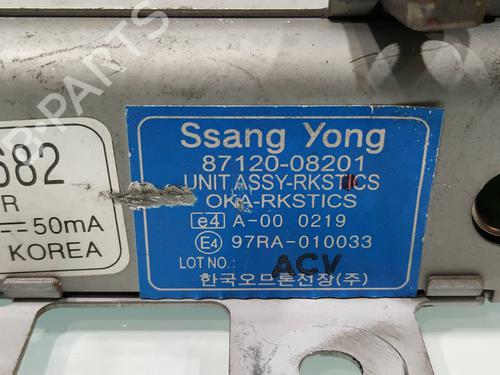 Ssang Yong
87120-08201
UNIT ASSY-RKSTICS
OKA-RKSTICS
e4 A-00 0219
E4 97RA-010033
LOT NO.: ACV
한국오므론전장(주)
682
R
50mA
KOREA